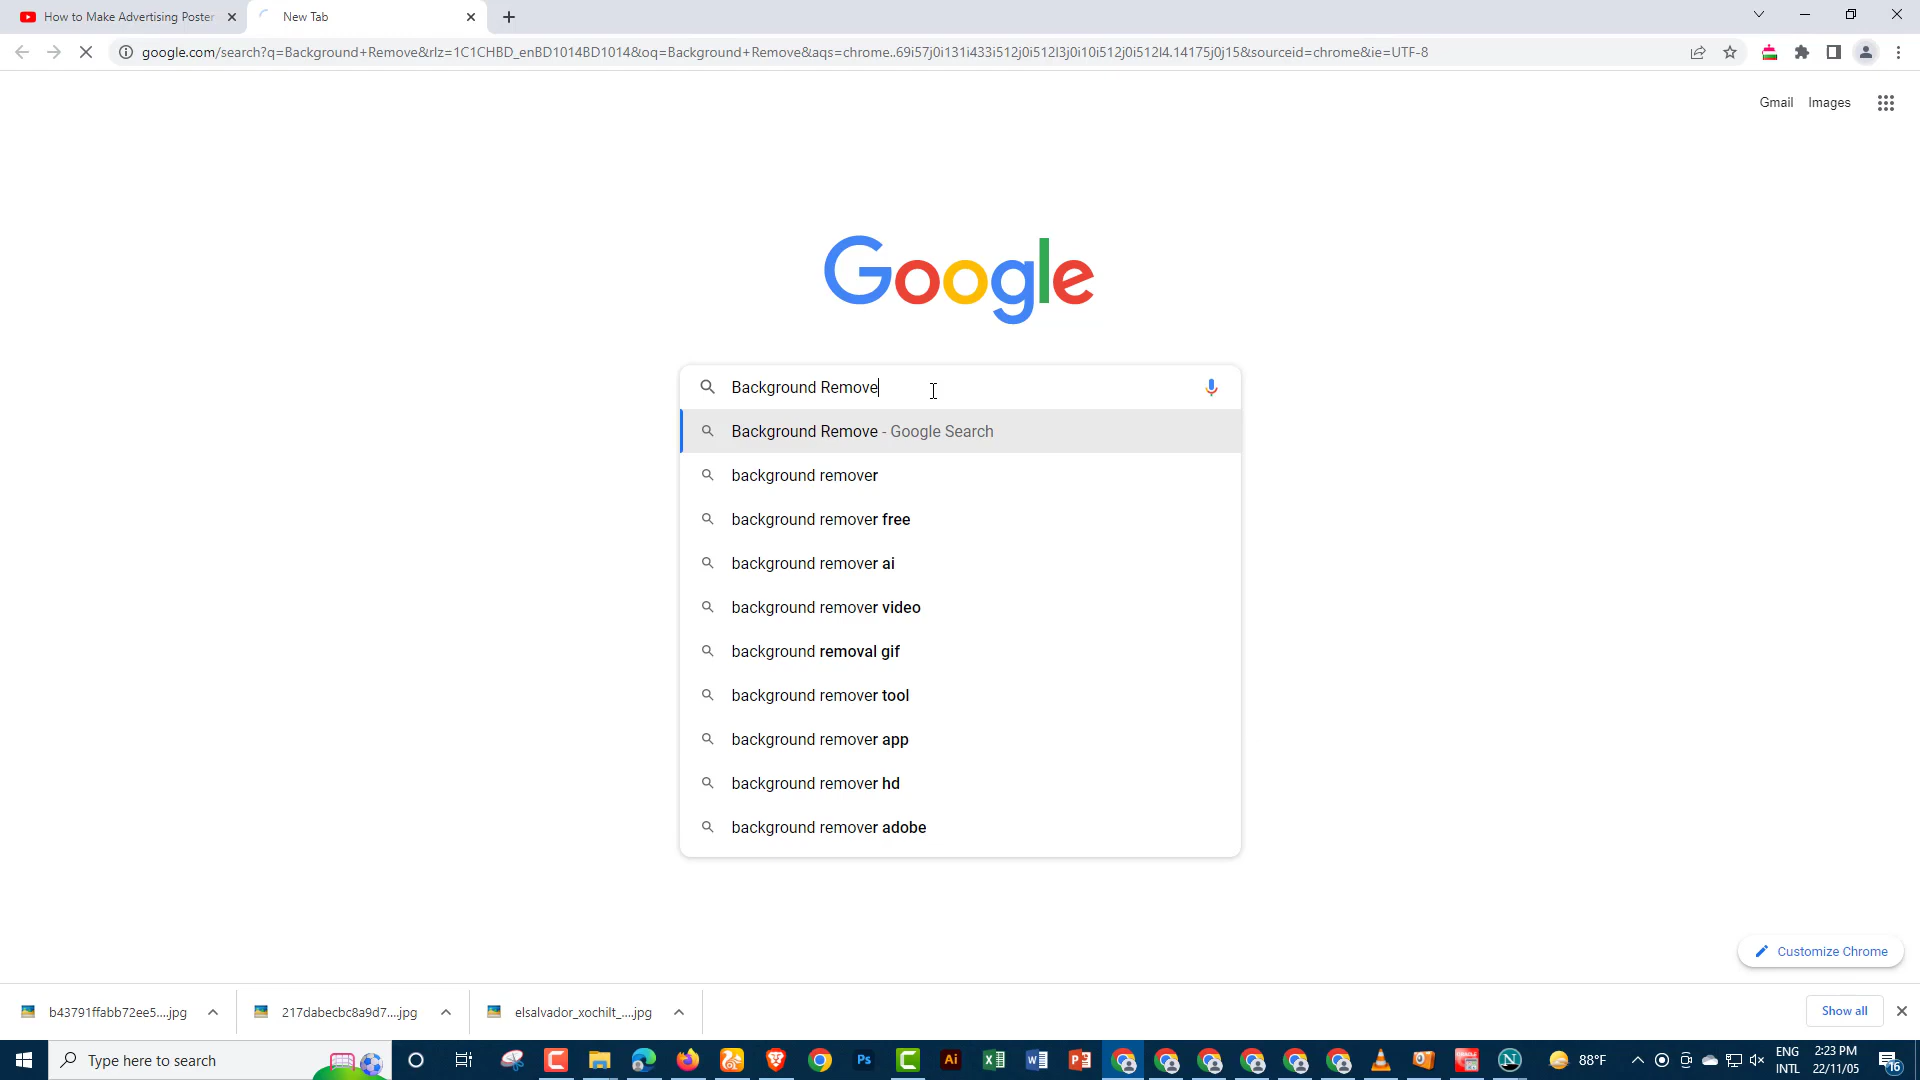 How to Make Advertising Poster
New Tab
google.com/search?q=Background+Remove&rlz=1C1CHBD_enBD1014BD1014&oq=Background+Remove&aqs=chrome..69i57j0i131i433i512j0i512l3j0i10i512j0i512l4.14175j0j15&sourceid=chrome&ie=UTF-8
Gmail Images
Google
Background Remove
Background Remove - Google Search
background remover
background remover free
background remover ai
background remover video
background removal gif
background remover tool
background remover app
background remover hd
background remover adobe
Customize Chrome
b43791ffabb72ee5....jpg
217dabecbc8a9d7....jpg
elsalvador_xochilt_....jpg
Show all
Type here to search
Ps
Ai
88°F
ENG
INTL
2:23 PM
22/11/05
16